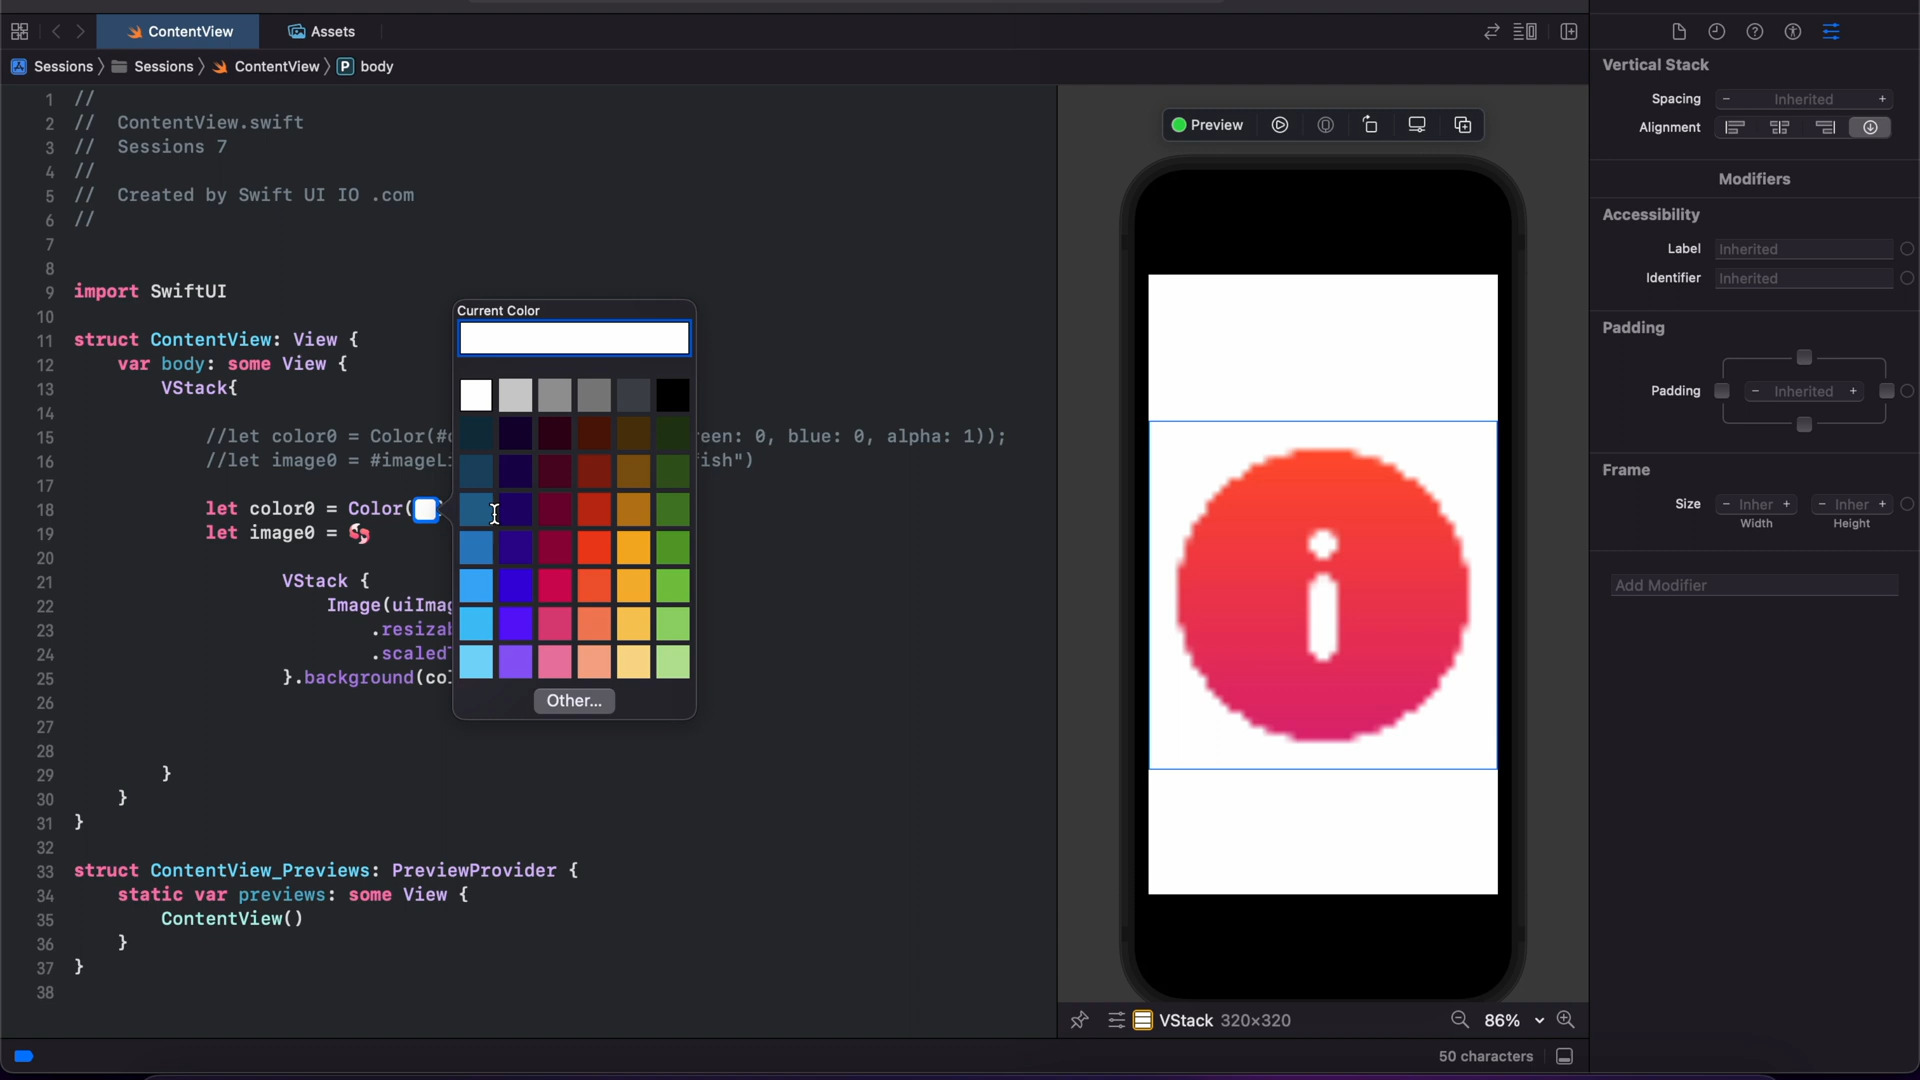 ContentView
Assets
Sessions 〉 Sessions 〉 ContentView 〉 P body
1 //
2 //  ContentView.swift
3 //  Sessions 7
4 //
5 //  Created by Swift UI IO .com
6 //
7
8
9 import SwiftUI
10
11 struct ContentView: View {
12 var body: some View {
13 VStack{
14
15 //let color0 = Color(# een: 0, blue: 0, alpha: 1));
16 //let image0 = #imageL ish")
17
18 let color0 = Color(
19 let image0 =
20
21 VStack {
22 Image(uiImag
23 .resizab
24 .scaled
25 }.background(co
26
27
28
29 }
30 }
31 }
32
33 struct ContentView_Previews: PreviewProvider {
34 static var previews: some View {
35 ContentView()
36 }
37 }
38
Current Color
Other...
Preview
i
VStack 320×320
86%
50 characters
Vertical Stack
Spacing - Inherited +
Alignment
Modifiers
Accessibility
Label Inherited
Identifier Inherited
Padding
Padding - Inherited +
Frame
Size - Inher + - Inher +
Width Height
Add Modifier